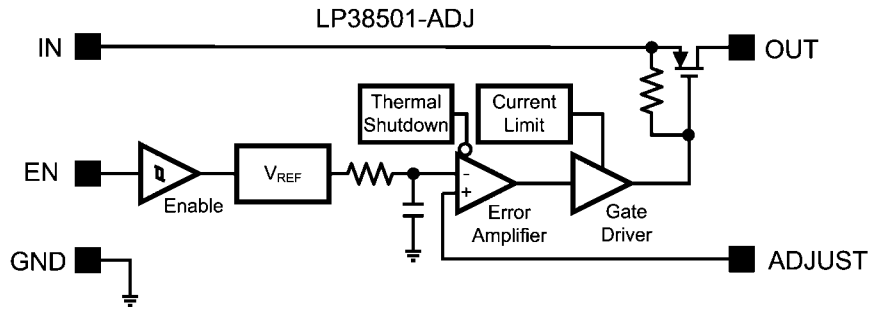 LP38501-ADJ
IN
OUT
Thermal
Shutdown
Current
Limit
EN
Enable
VREF
-
+
Error
Amplifier
Gate
Driver
GND
ADJUST